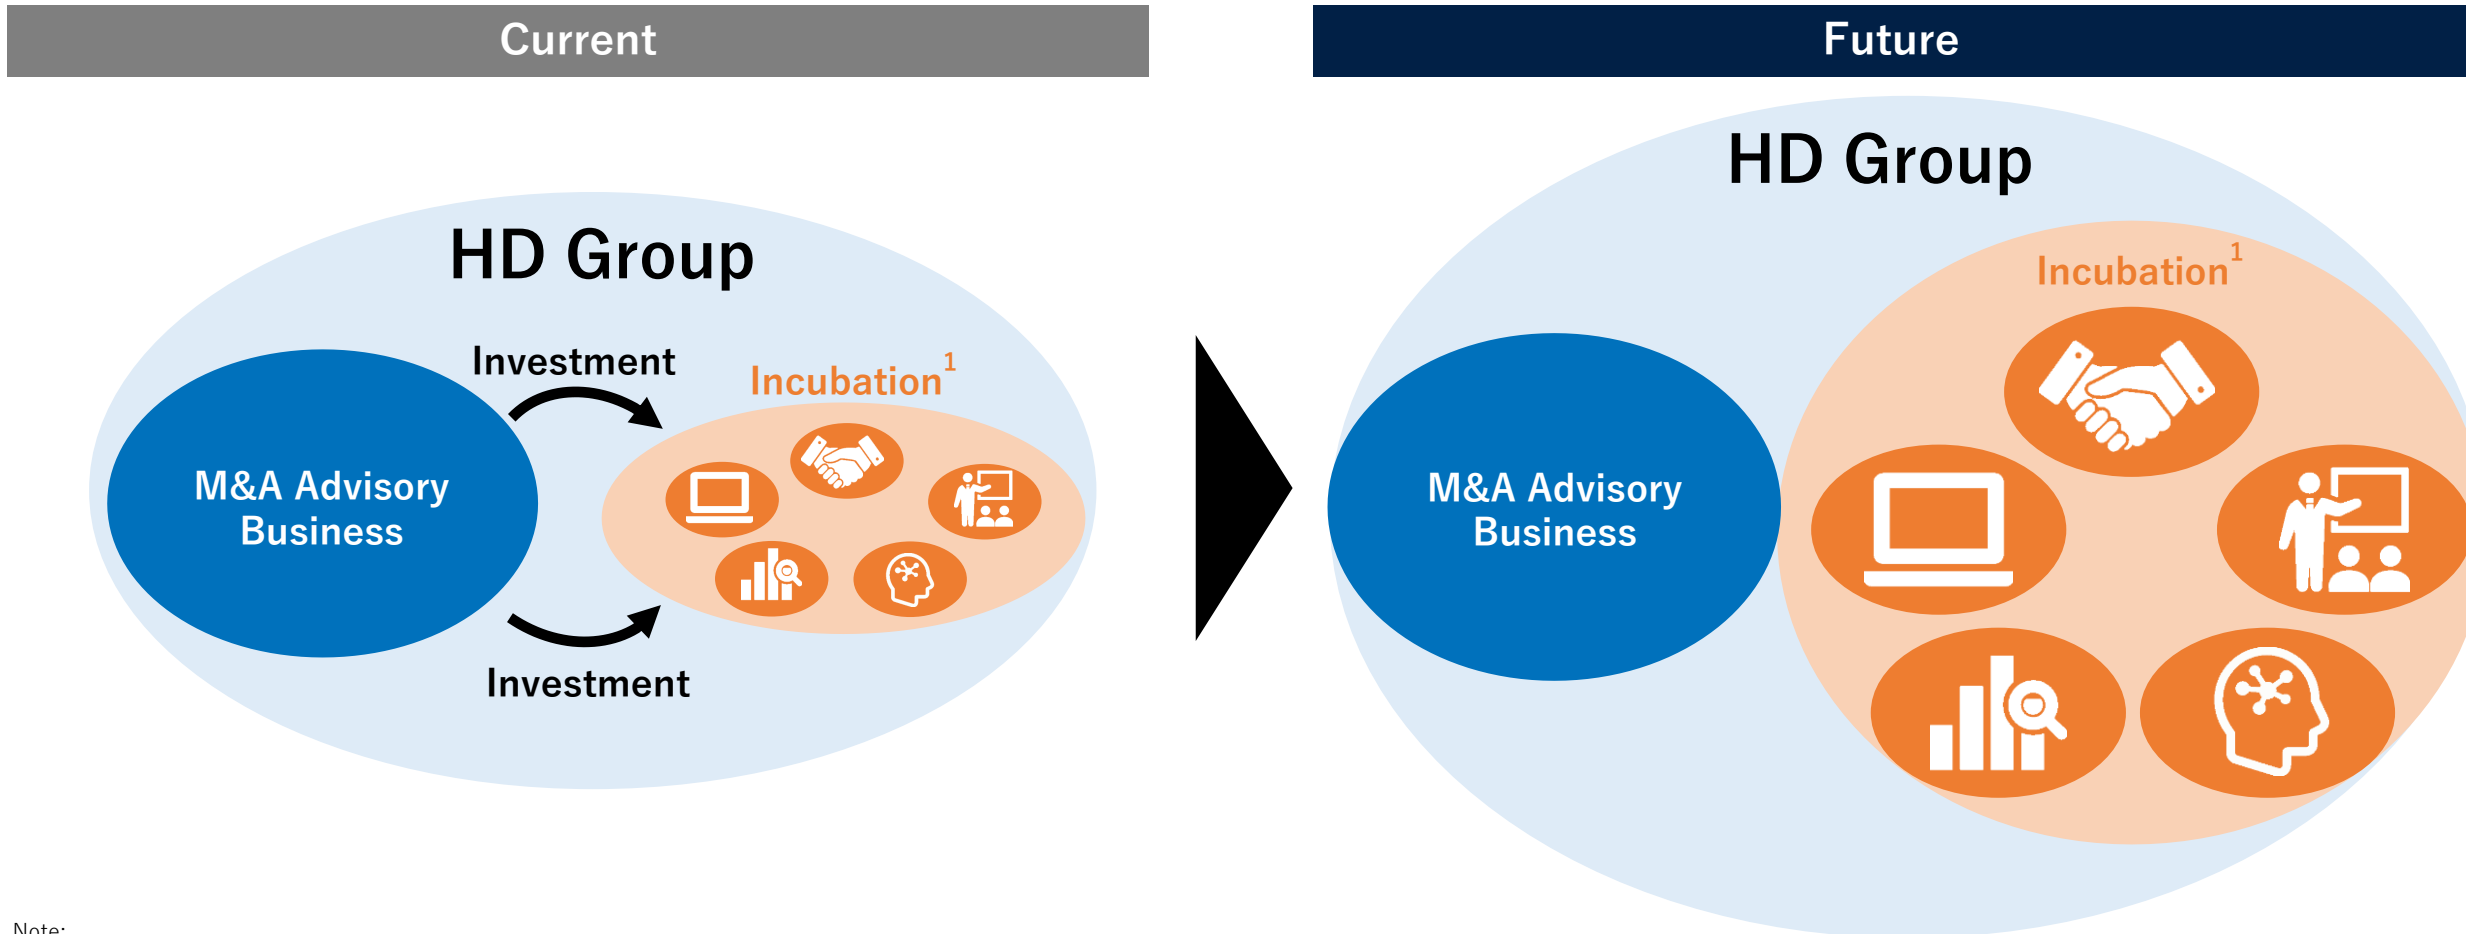 Current
HD Group
Investment
Incubation¹
M&A Advisory
Business
Investment
Future
HD Group
Incubation¹
M&A Advisory
Business
Note: